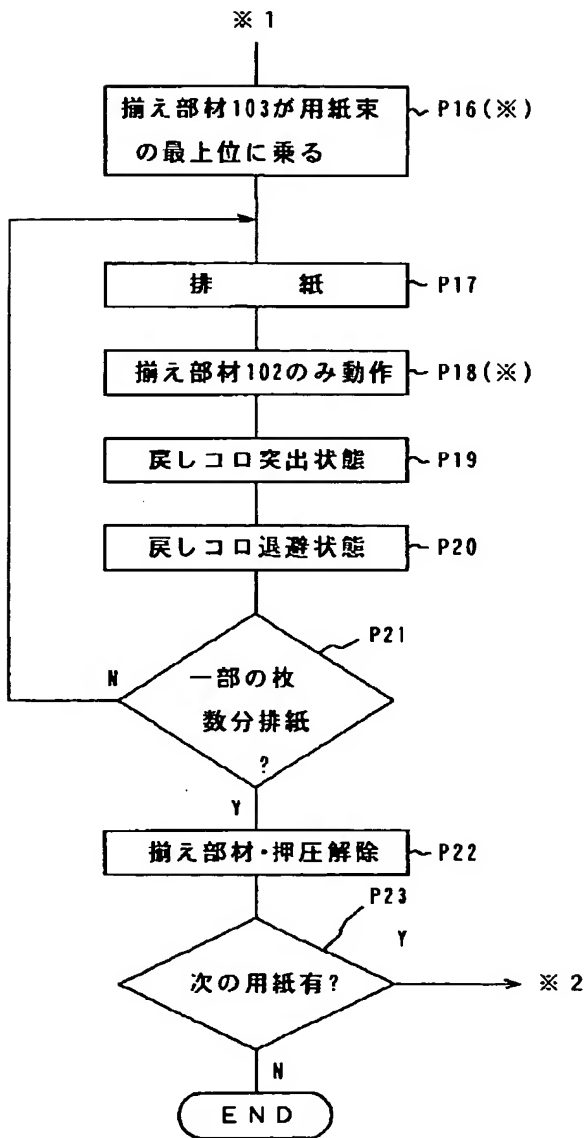 ※1
揃え部材103が用紙束
の最上位に乗る
P16(※)
排 紙
P17
揃え部材102のみ動作
P18(※)
戻しコロ突出状態
P19
戻しコロ退避状態
P20
P21
N
一部の枚
数分排紙
?
Y
揃え部材・押圧解除
P22
P23
Y
次の用紙有?
※2
N
END